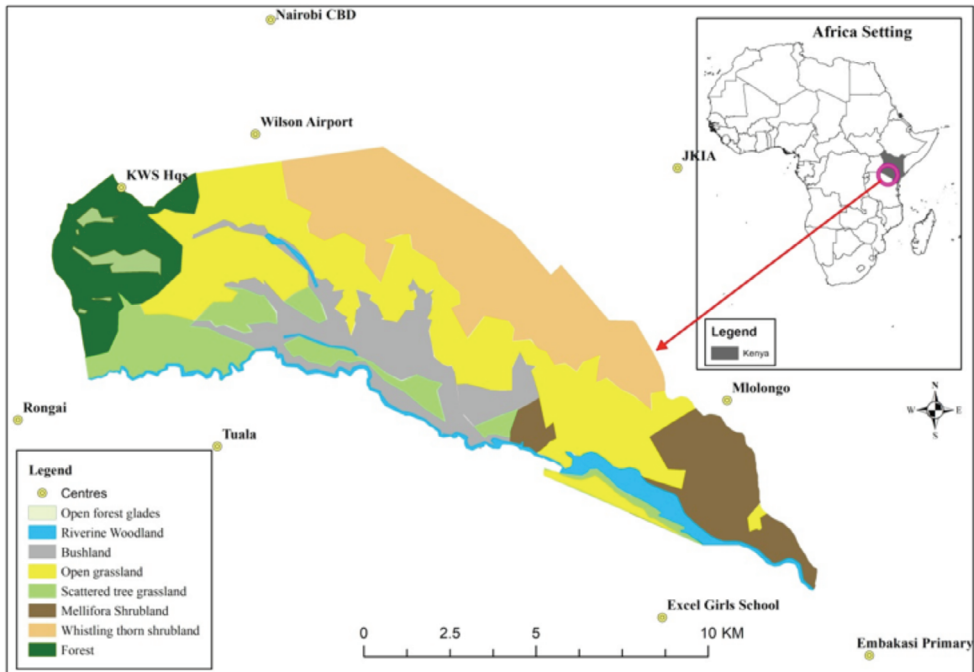 Nairobi CBD
Africa Setting
Wilson Airport
JKIA
KWS Hqs
Legend
Kenya
Mlolongo
N
W E
S
Rongai
Tuala
Legend
Centres
Open forest glades
Riverine Woodland
Bushland
Open grassland
Scattered tree grassland
Mellifora Shrubland
Whistling thorn shrubland
Forest
Excel Girls School
0 2.5 5 10 KM
Embakasi Primary